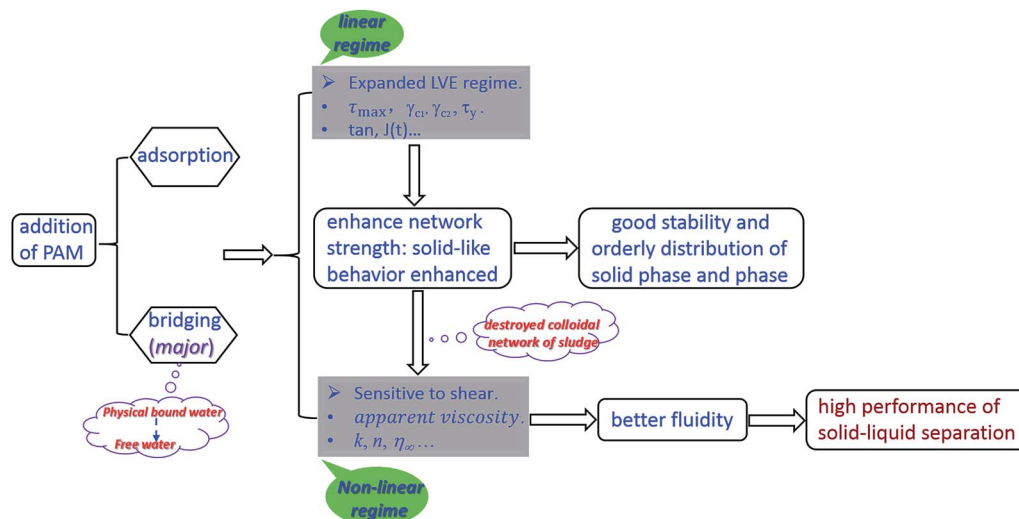 linear
regime
➢ Expanded LVE regime.
• τmax, γc1, γc2, τy.
• tan, J(t)...
adsorption
addition
of PAM
enhance network
strength: solid-like
behavior enhanced
good stability and
orderly distribution of
solid phase and phase
bridging
(major)
destroyed colloidal
network of sludge
Physical bound water
Free water
➢ Sensitive to shear.
• apparent viscosity.
• k, n, η∞ ...
better fluidity
high performance of
solid-liquid separation
Non-linear
regime